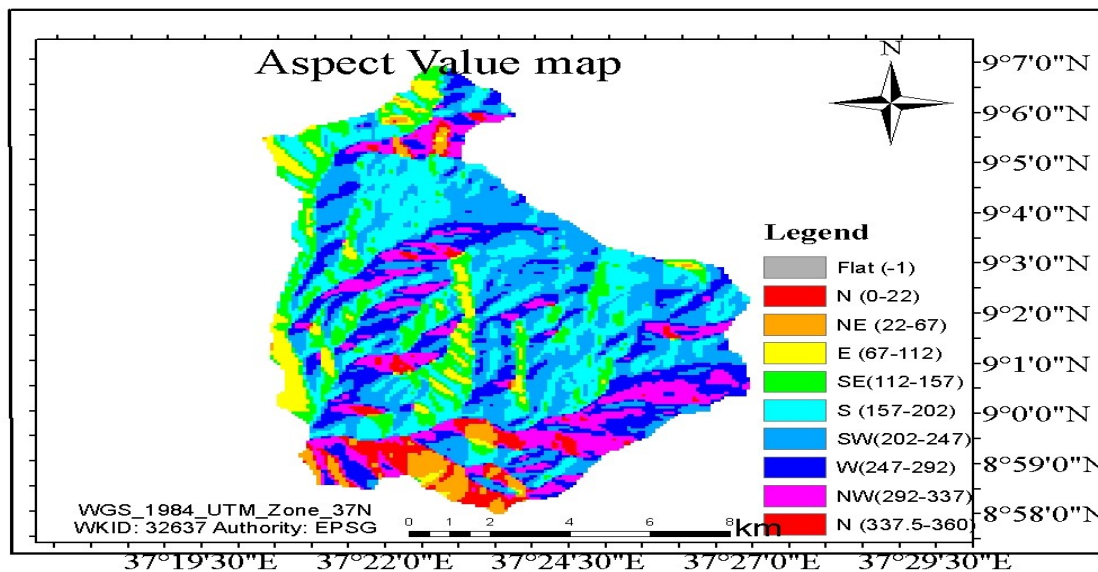 Aspect Value map
N
9°7'0"N
9°6'0"N
9°5'0"N
9°4'0"N
9°3'0"N
9°2'0"N
9°1'0"N
9°0'0"N
8°59'0"N
8°58'0"N
Legend
Flat (-1)
N (0-22)
NE (22-67)
E (67-112)
SE(112-157)
S (157-202)
SW(202-247)
W(247-292)
NW(292-337)
N (337.5-360)
WGS_1984_UTM_Zone_37N
WKID: 32637 Authority: EPSG
0 1 2 4 6 8 km
37°19'30"E 37°22'0"E 37°24'30"E 37°27'0"E 37°29'30"E